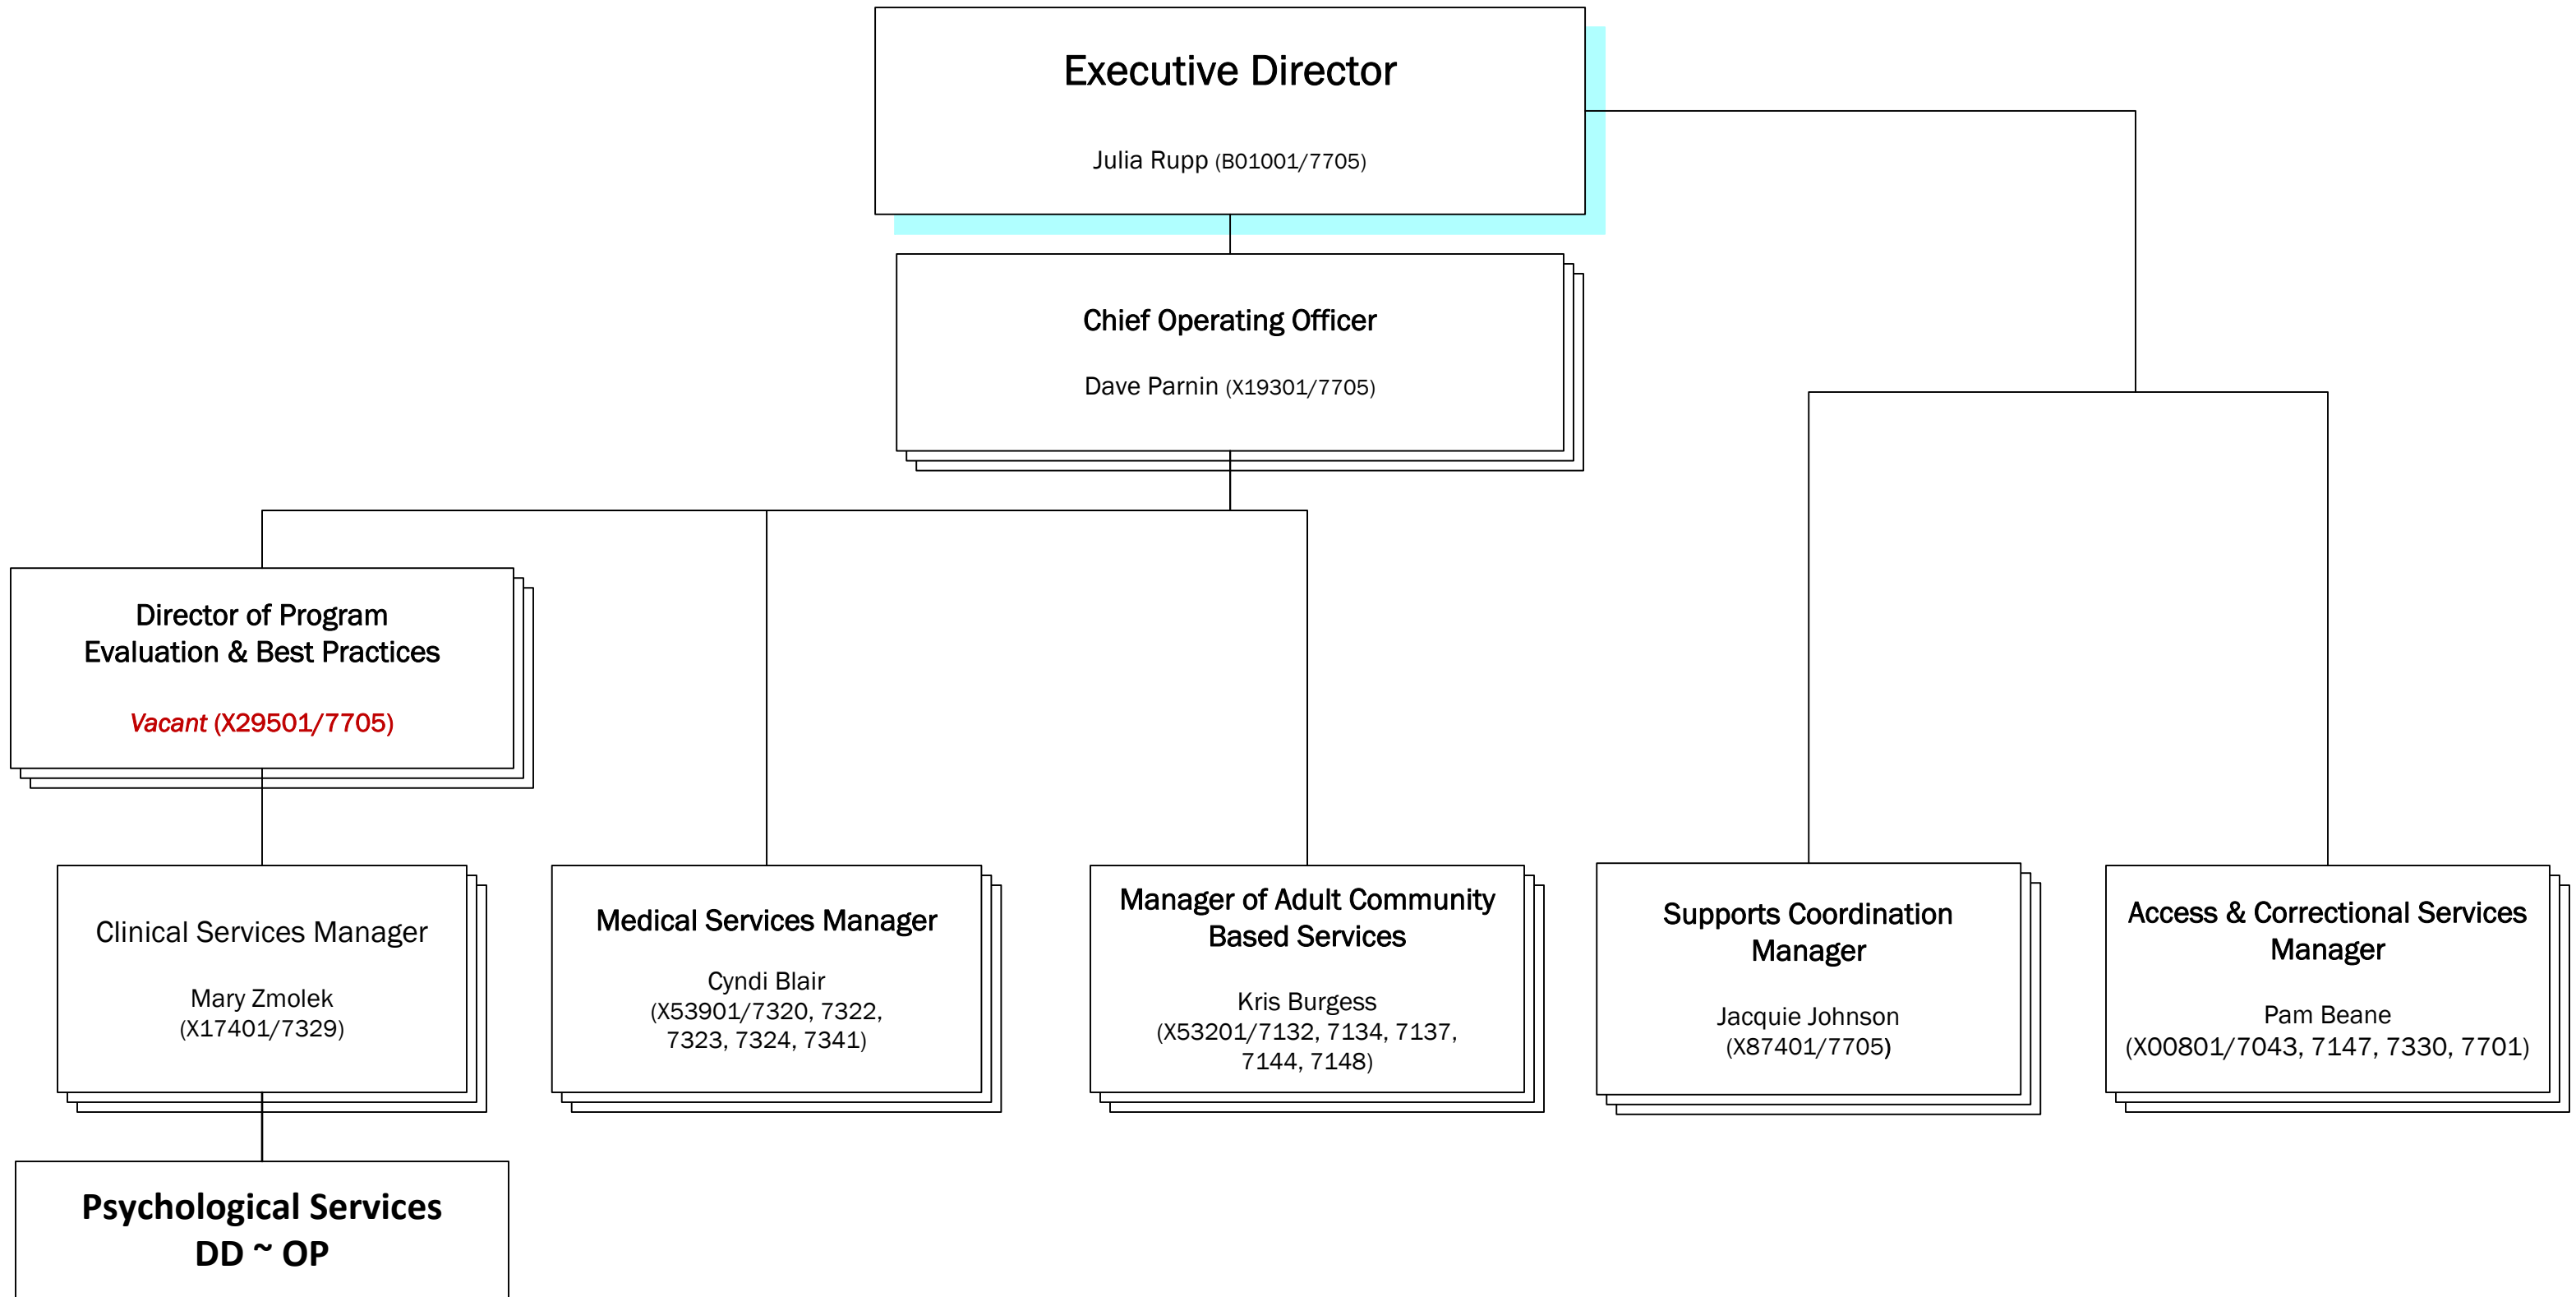 Executive Director
Julia Rupp (B01001/7705)
Chief Operating Officer
Dave Parnin (X19301/7705)
Director of Program
Evaluation & Best Practices
Vacant (X29501/7705)
Clinical Services Manager
Mary Zmolek
(X17401/7329)
Medical Services Manager
Cyndi Blair
(X53901/7320, 7322,
7323, 7324, 7341)
Manager of Adult Community
Based Services
Kris Burgess
(X53201/7132, 7134, 7137,
7144, 7148)
Supports Coordination
Manager
Jacquie Johnson
(X87401/7705)
Access & Correctional Services
Manager
Pam Beane
(X00801/7043, 7147, 7330, 7701)
Psychological Services
DD ~ OP